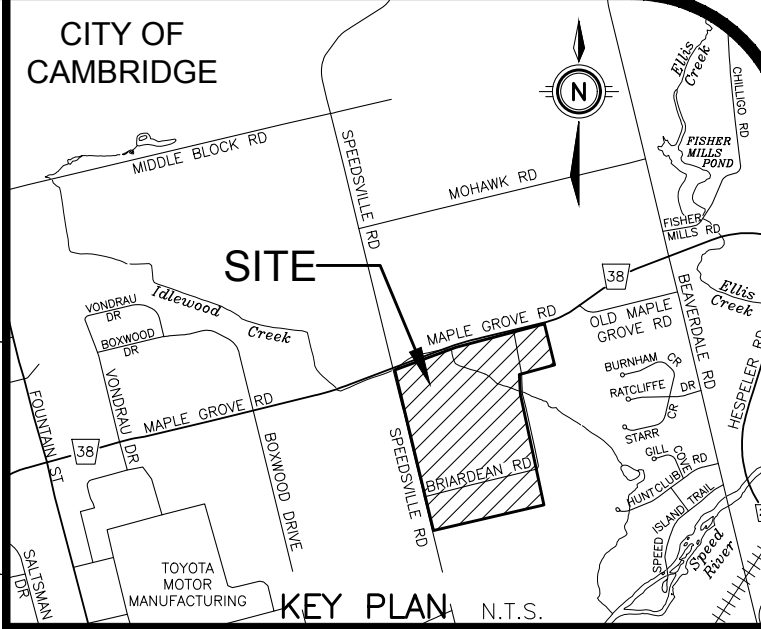 CITY OF
CAMBRIDGE
N
Ellis
Creek
CHILLIGO RD
FISHER
MILLS
POND
MIDDLE BLOCK RD
SPEEDSVILLE RD
MOHAWK RD
FISHER
MILLS RD
SITE
38
BEAVERDALE RD
Ellis
Creek
VONDRAU
DR
Idlewood
Creek
BOXWOOD
DR
MAPLE GROVE RD
OLD MAPLE
GROVE RD
HESPELER RD
BURNHAM CR
RATCLIFFE DR
STARR CR
FOUNTAIN ST
VONDRAU DR
MAPLE GROVE RD
38
BOXWOOD DRIVE
SPEEDSVILLE RD
GILL COVE
BRIARDEAN RD
HUNTCLUB RD
SPEED ISLAND TRAIL
Speed
River
SALTSMAN
DR
TOYOTA
MOTOR
MANUFACTURING
KEY PLAN N.T.S.